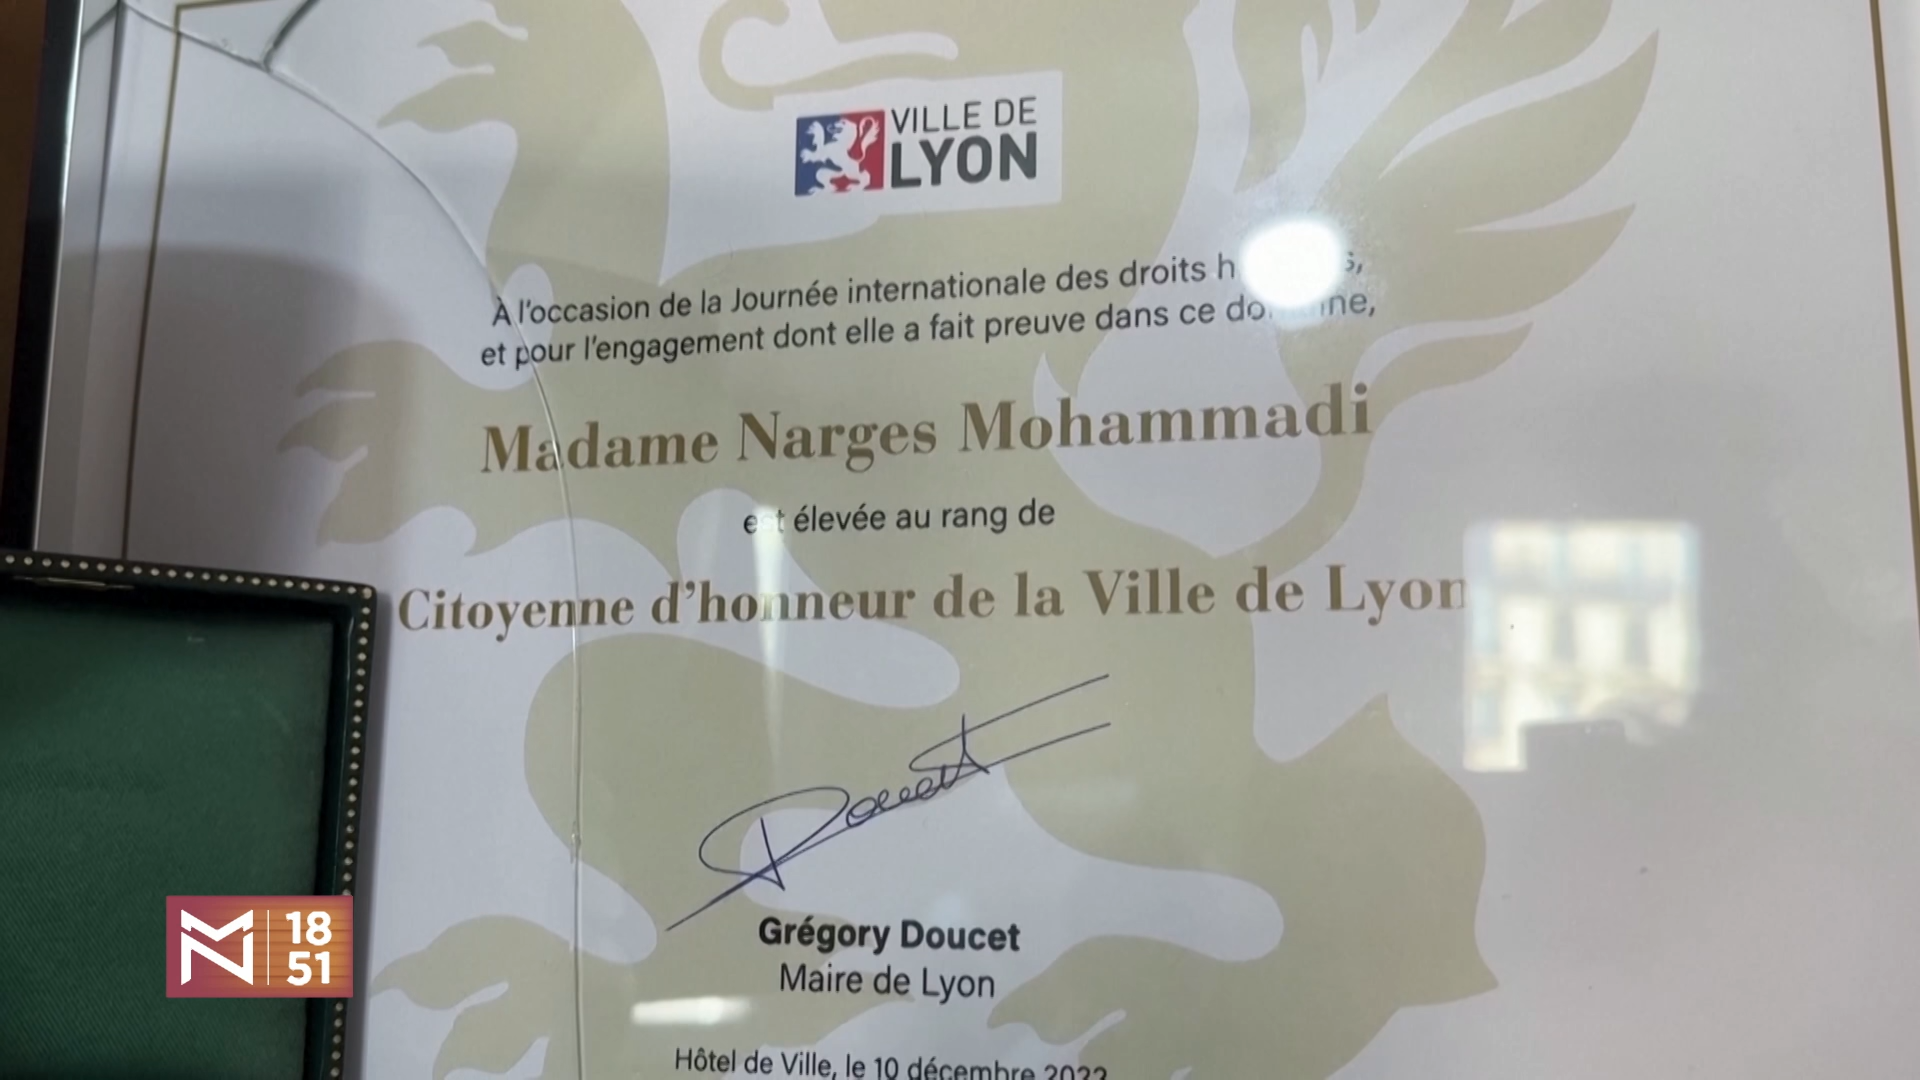 VILLE DE
LYON
À l'occasion de la Journée internationale des droits h
et pour l'engagement dont elle a fait preuve dans ce
Madame Narges Mohammadi
est élevée au rang de
Citoyenne d'honneur de la Ville de Lyon
Doucet
Grégory Doucet
Maire de Lyon
Hôtel de Ville, le 10 décembre
18
51